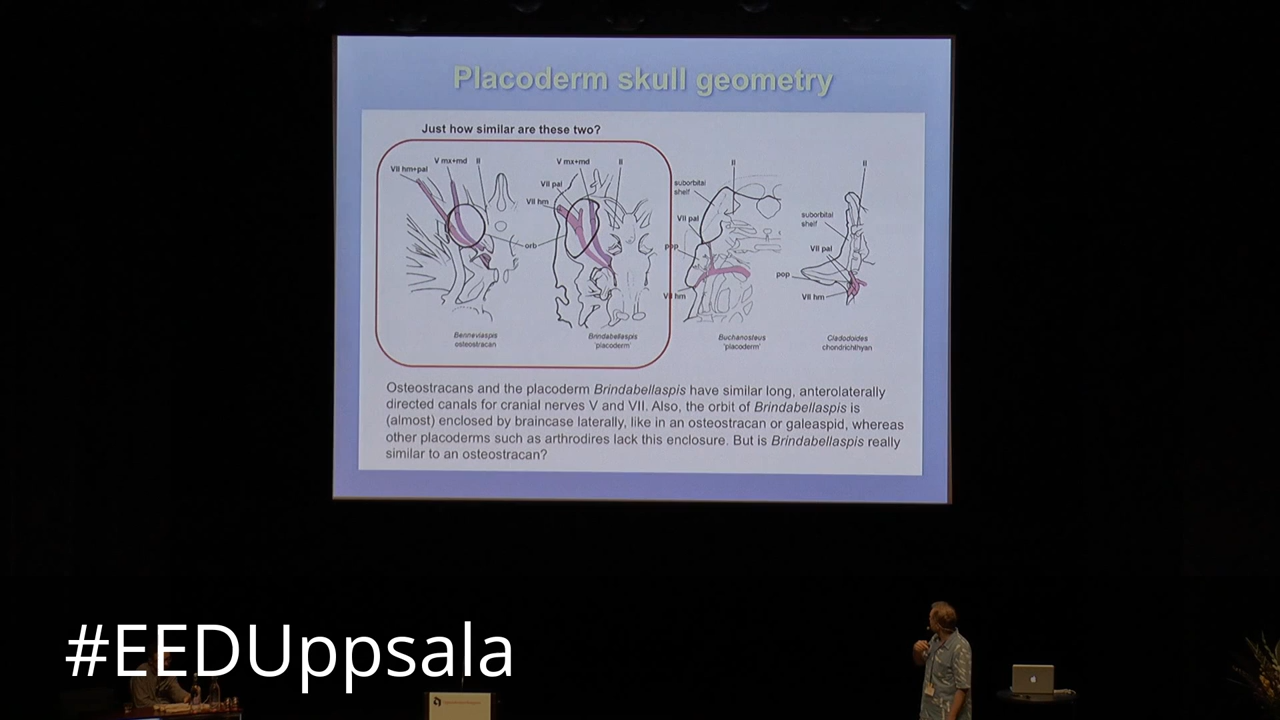 Placoderm skull geometry
Just how similar are these two?
VII hm+pal
V mx+md
II
orb
Benneviaspis
osteostracan
V mx+md
II
VII pal
VII hm
Brindabellaspis
'placoderm'
II
suborbital
shelf
VII pal
pop
VII hm
Buchanosteus
'placoderm'
II
suborbital
shelf
VII pal
pop
VII hm
Cladodoides
chondrichthyan
Osteostracans and the placoderm Brindabellaspis have similar long, anterolaterally
directed canals for cranial nerves V and VII. Also, the orbit of Brindabellaspis is
(almost) enclosed by braincase laterally, like in an osteostracan or galeaspid, whereas
other placoderms such as arthrodires lack this enclosure. But is Brindabellaspis really
similar to an osteostracan?
#EEDUppsala